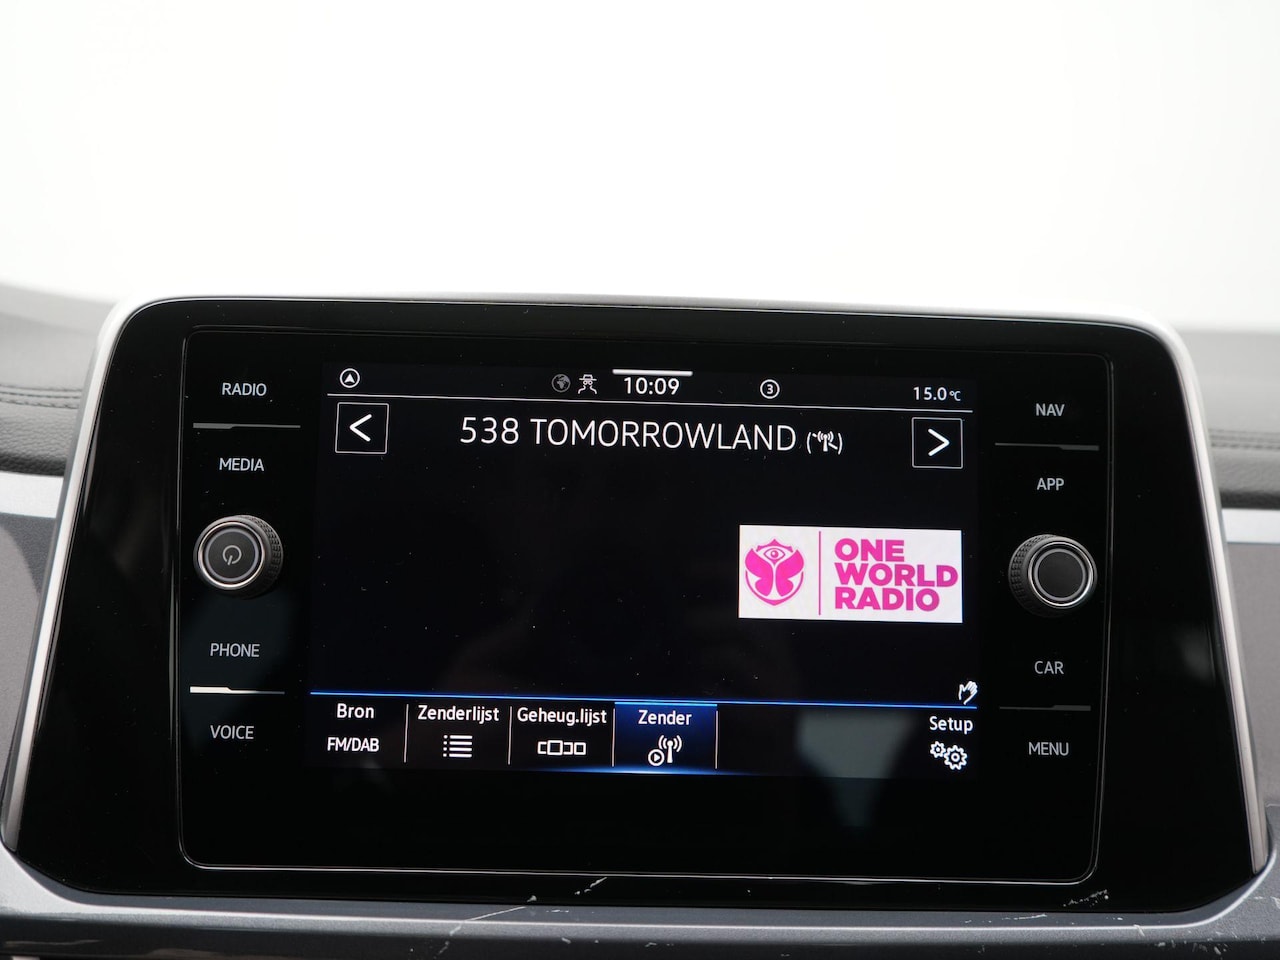 RADIO
MEDIA
PHONE
VOICE
10:09
3
15.0°C
< 538 TOMORROWLAND >
ONE
WORLD
RADIO
Bron
FM/DAB
Zenderlijst
Geheug.lijst
Zender
Setup
NAV
APP
CAR
MENU